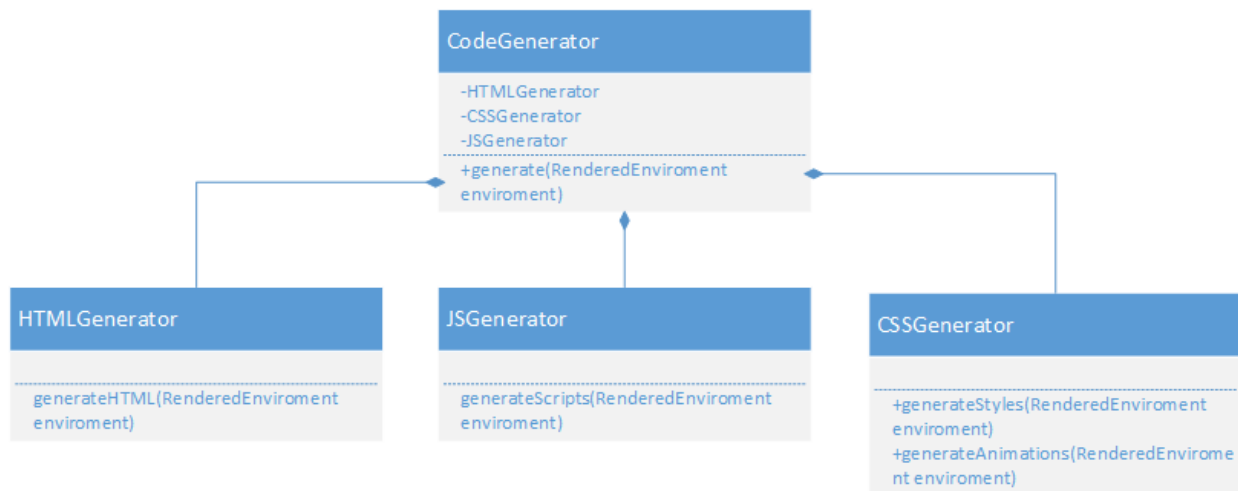 CodeGenerator
-HTMLGenerator
-CSSGenerator
-JSGenerator
+generate(RenderedEnviroment
enviroment)
HTMLGenerator
generateHTML(RenderedEnviroment
enviroment)
JSGenerator
generateScripts(RenderedEnviroment
enviroment)
CSSGenerator
+generateStyles(RenderedEnviroment
enviroment)
+generateAnimations(RenderedEnvirome
nt enviroment)